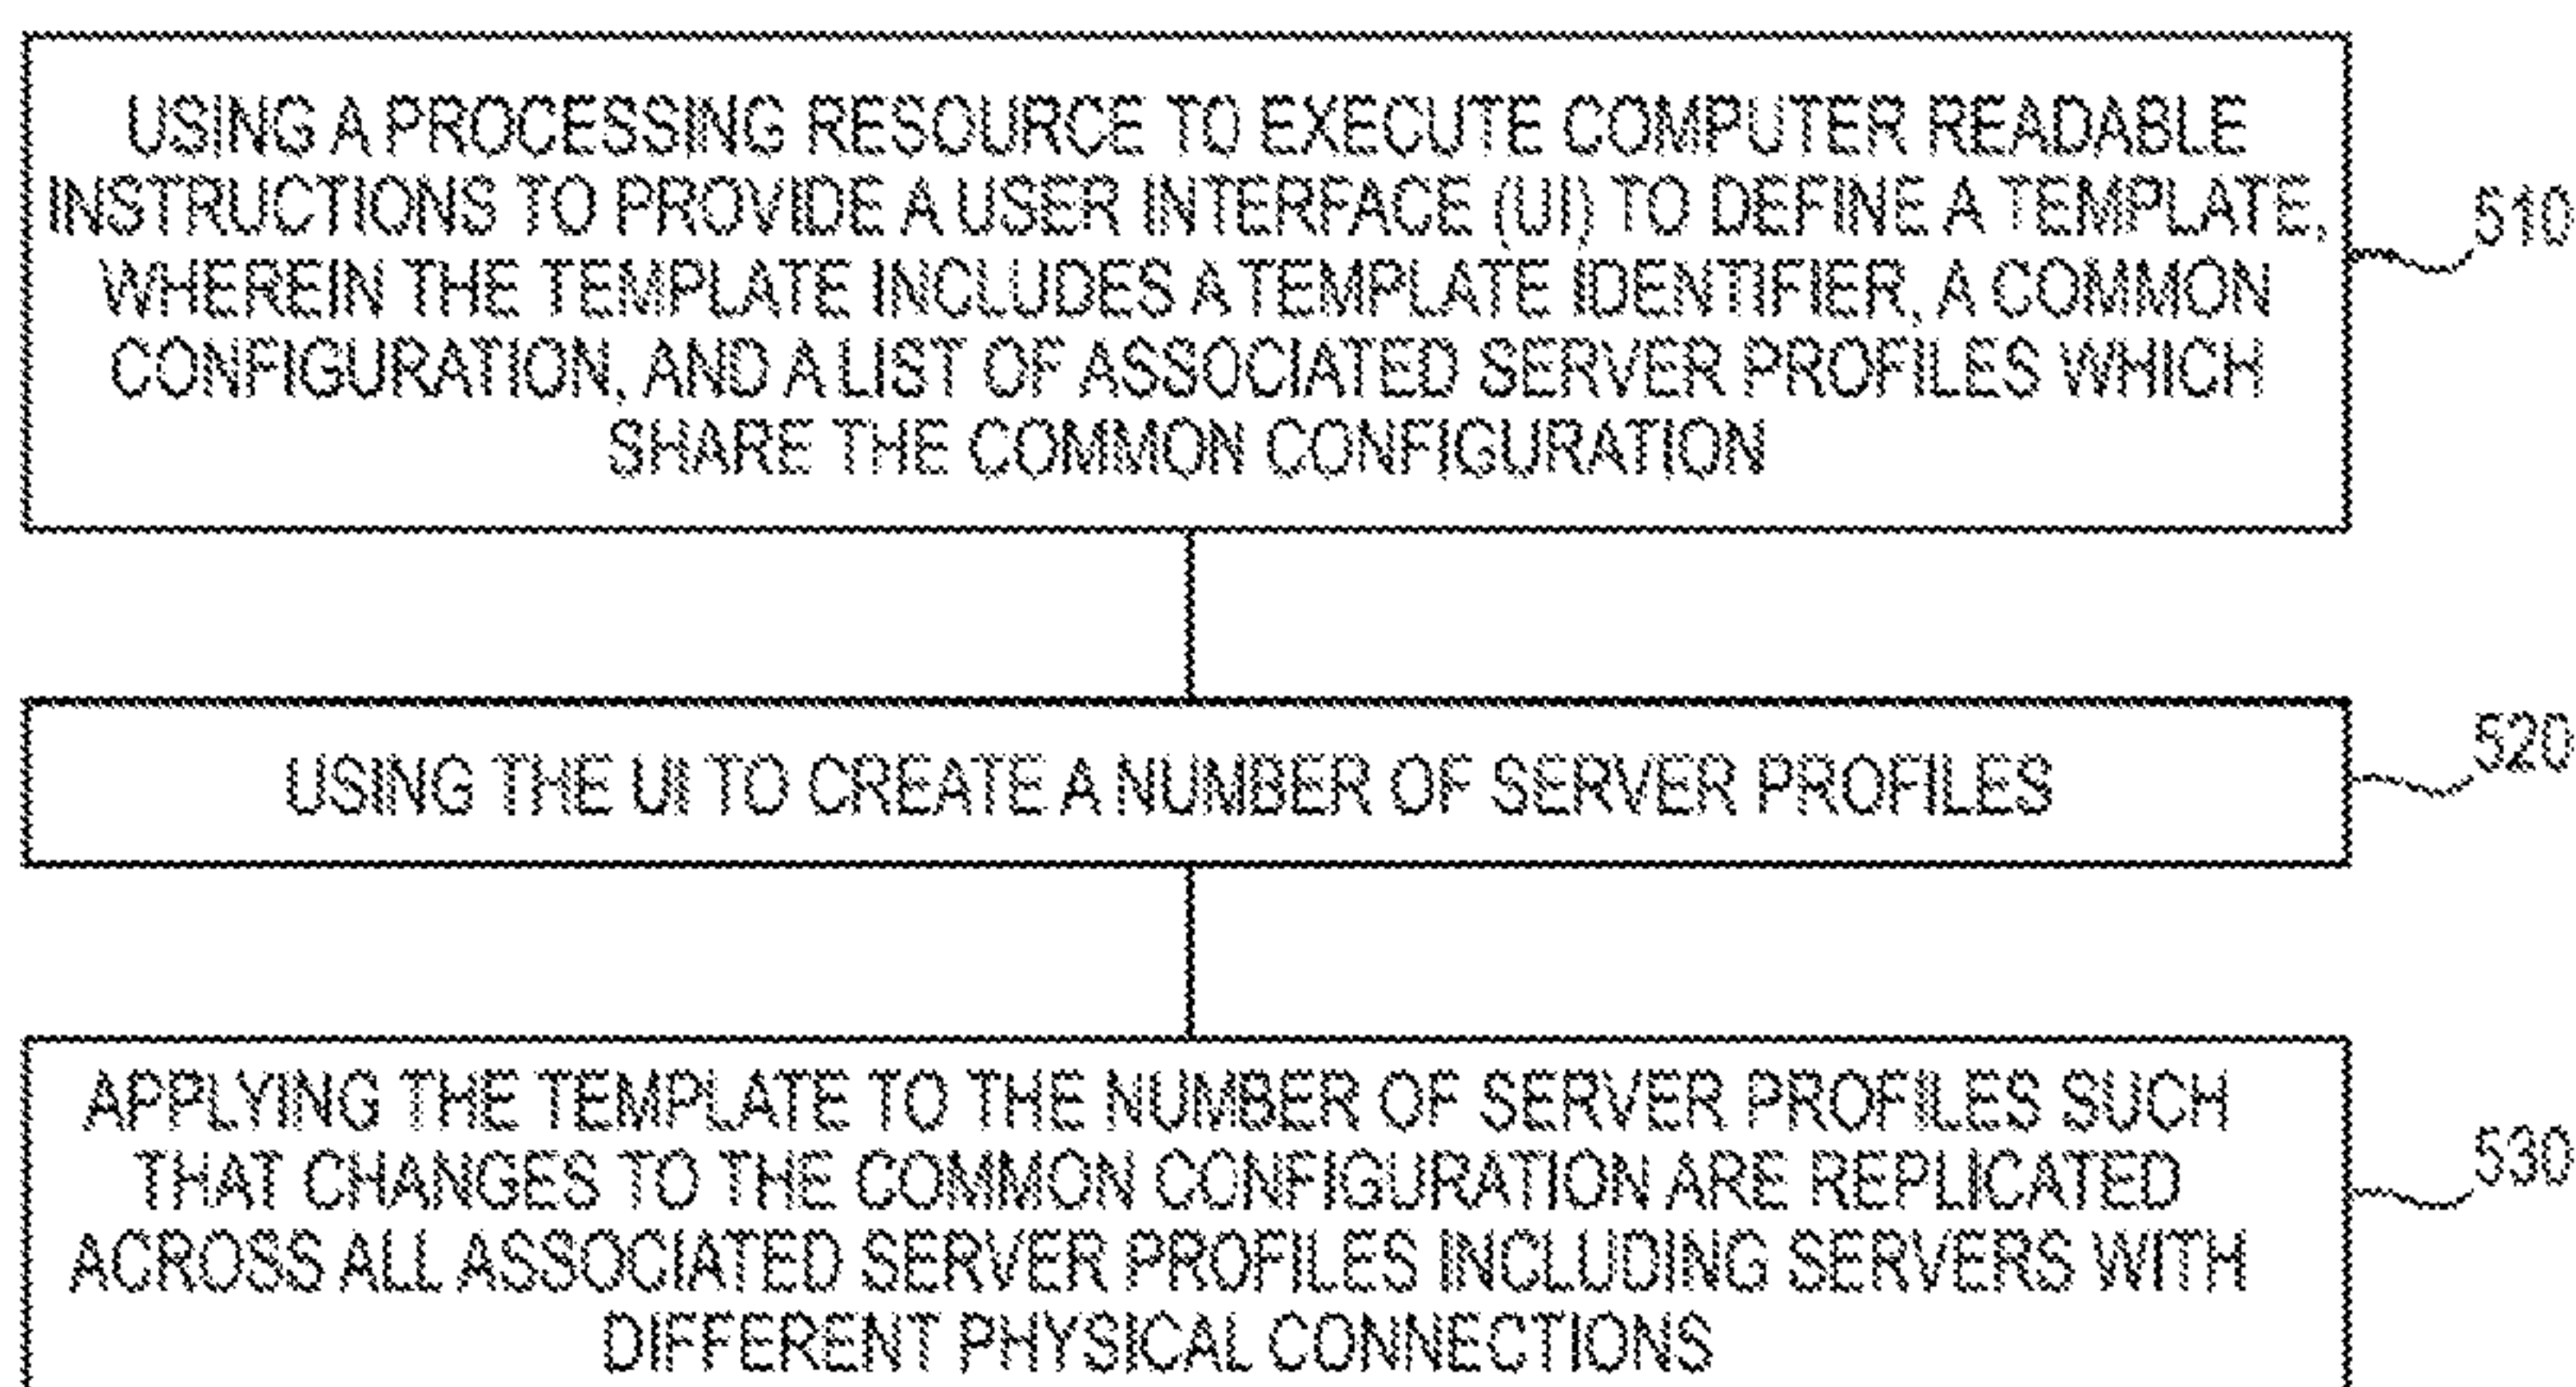 USING A PROCESSING RESOURCE TO EXECUTE COMPUTER READABLE
INSTRUCTIONS TO PROVIDE A USER INTERFACE (UI) TO DEFINE A TEMPLATE,
WHEREIN THE TEMPLATE INCLUDES A TEMPLATE IDENTIFIER, A COMMON
CONFIGURATION, AND A LIST OF ASSOCIATED SERVER PROFILES WHICH
SHARE THE COMMON CONFIGURATION
510
USING THE UI TO CREATE A NUMBER OF SERVER PROFILES
520
APPLYING THE TEMPLATE TO THE NUMBER OF SERVER PROFILES SUCH
THAT CHANGES TO THE COMMON CONFIGURATION ARE REPLICATED
ACROSS ALL ASSOCIATED SERVER PROFILES INCLUDING SERVERS WITH
DIFFERENT PHYSICAL CONNECTIONS
530